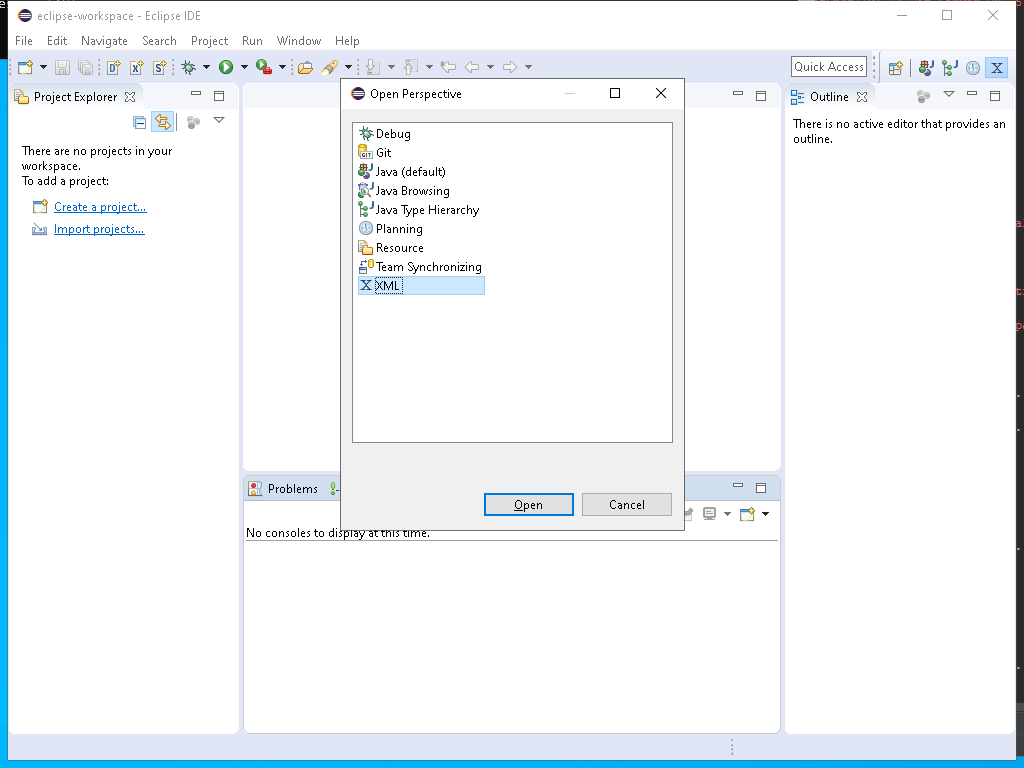 eclipse-workspace - Eclipse IDE
File Edit Navigate Search Project Run Window Help
Quick Access
Project Explorer
There are no projects in your
workspace.
To add a project:
Create a project...
Import projects...
Open Perspective
Debug
Git
Java (default)
Java Browsing
Java Type Hierarchy
Planning
Resource
Team Synchronizing
XML
Open Cancel
Outline
There is no active editor that provides an
outline.
Problems
No consoles to display at this time.